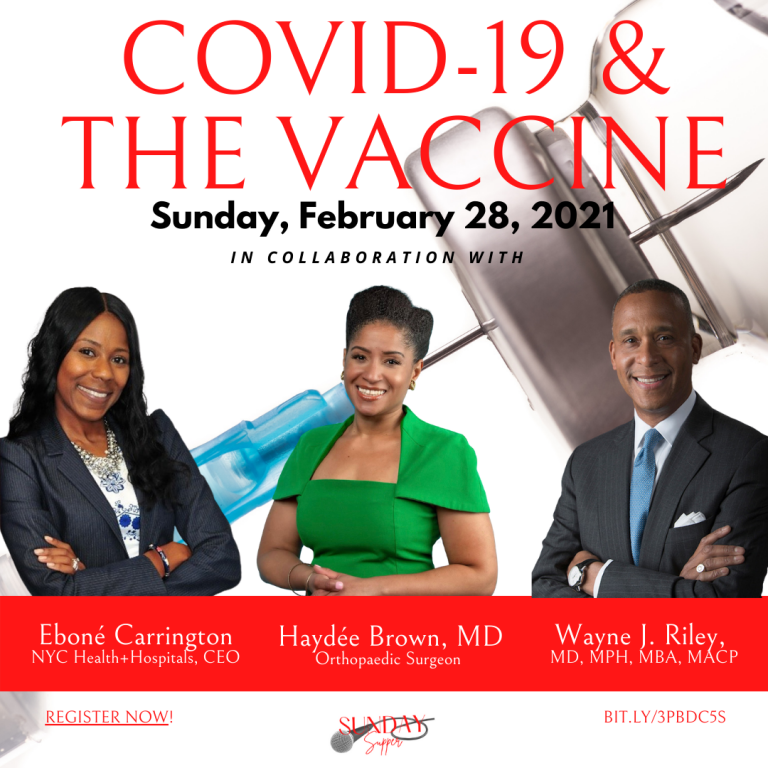 COVID-19 &
THE VACCINE
Sunday, February 28, 2021
IN COLLABORATION WITH
Eboné Carrington
NYC Health+Hospitals, CEO
Haydée Brown, MD
Orthopaedic Surgeon
Wayne J. Riley,
MD, MPH, MBA, MACP
REGISTER NOW!
SUNDAY
Supper
BIT.LY/3PBDC5S